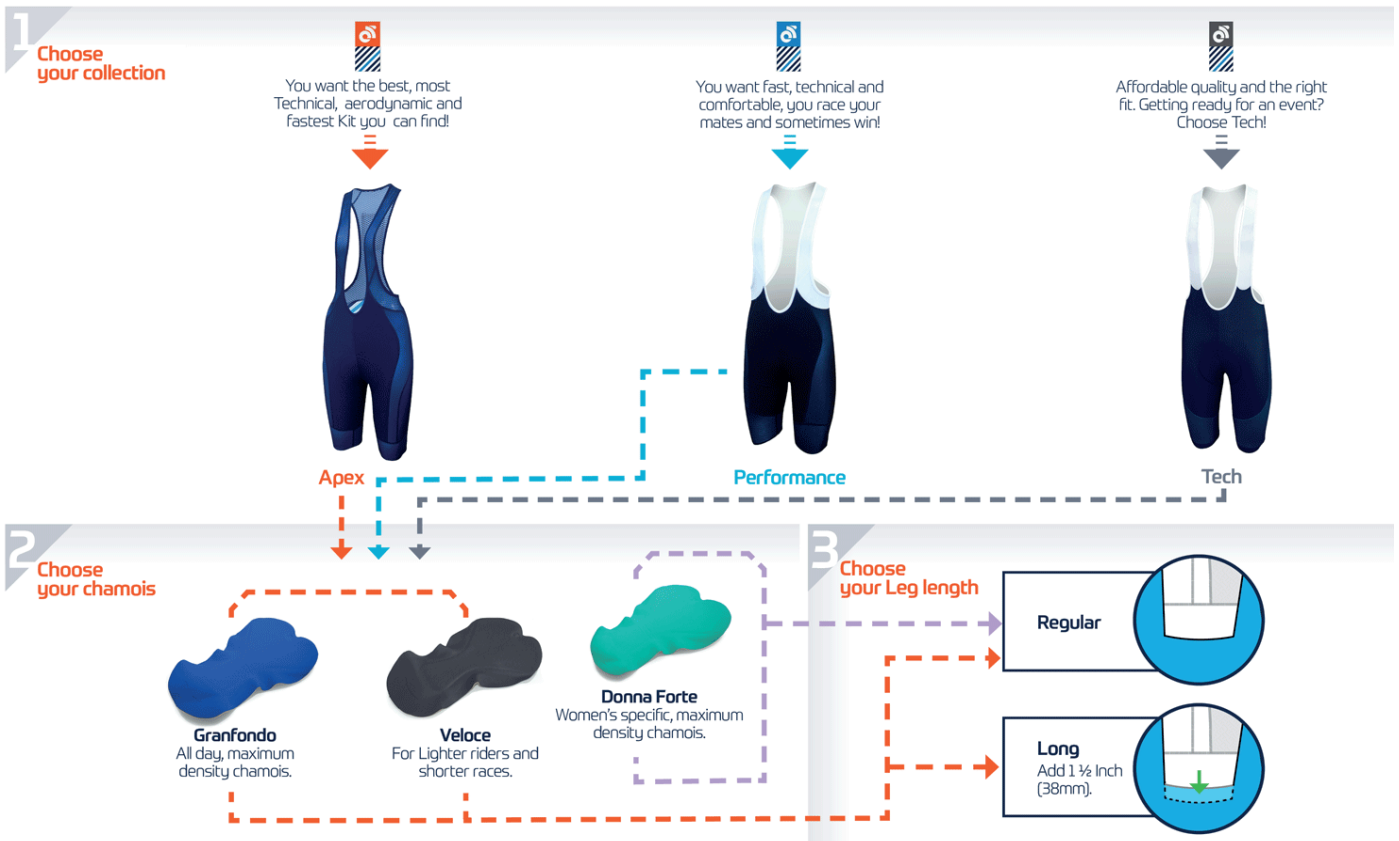 1
Choose
your collection
You want the best, most
Technical, aerodynamic and
fastest Kit you can find!
You want fast, technical and
comfortable, you race your
mates and sometimes win!
Affordable quality and the right
fit. Getting ready for an event?
Choose Tech!
Apex
Performance
Tech
2
Choose
your chamois
Granfondo
All day, maximum
density chamois.
Veloce
For Lighter riders and
shorter races.
Donna Forte
Women's specific, maximum
density chamois.
3
Choose
your Leg length
Regular
Long
Add 1 ½ Inch
(38mm).